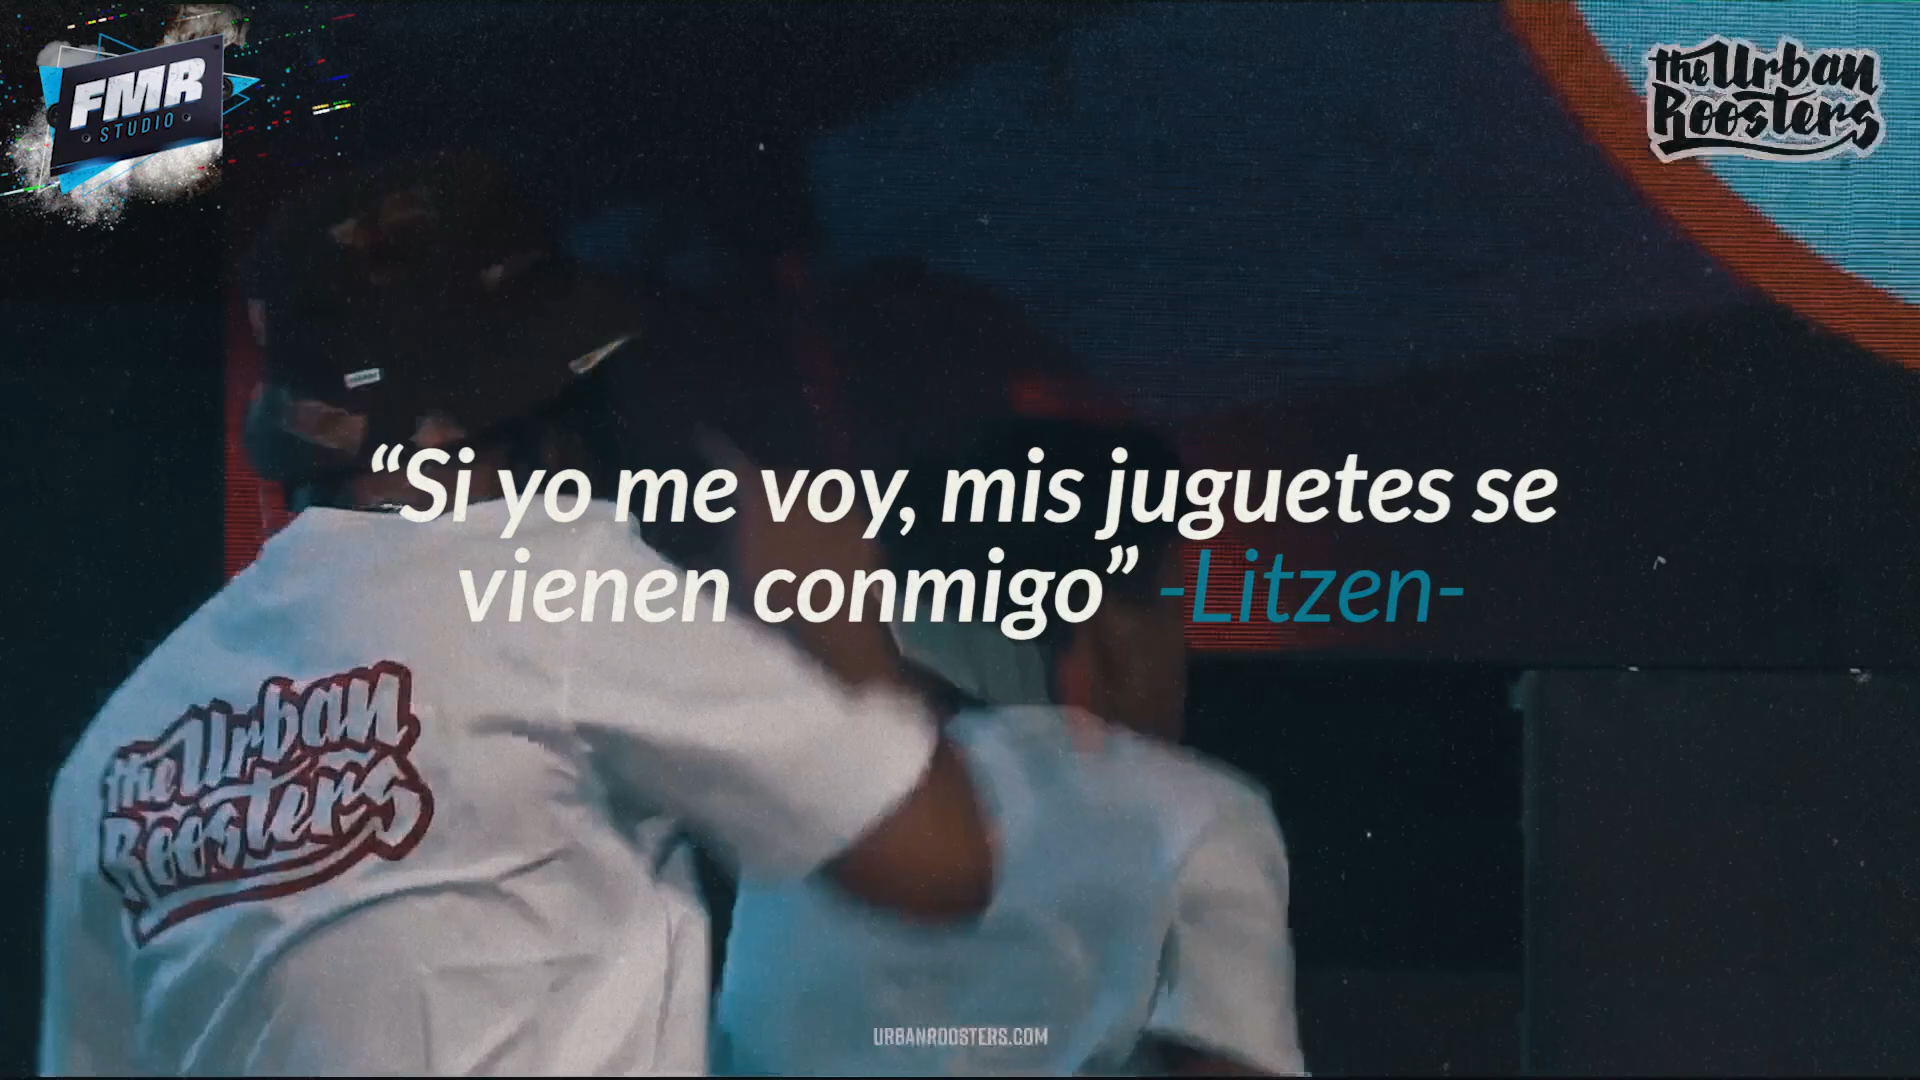 FMR
STUDIO
the Urban
Roosters
“Si yo me voy, mis juguetes se
vienen conmigo” -Litzen-
the Urban
Roosters
URBANROOSTERS.COM